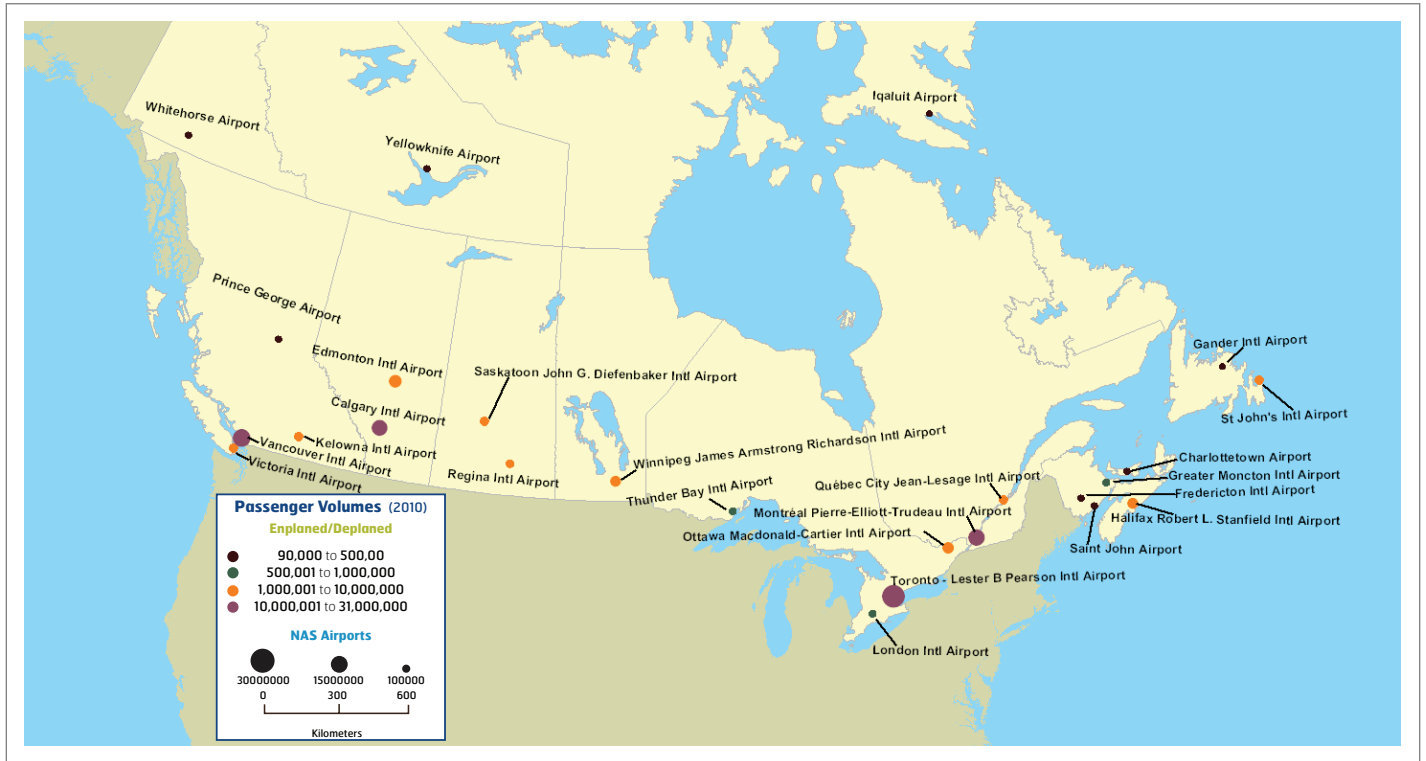 Iqaluit Airport
Whitehorse Airport
Yellowknife Airport
Prince George Airport
Gander Intl Airport
Edmonton Intl Airport
Saskatoon John G. Diefenbaker Intl Airport
Calgary Intl Airport
St John's Intl Airport
Kelowna Intl Airport
Vancouver Intl Airport
Victoria Intl Airport
Regina Intl Airport
Winnipeg James Armstrong Richardson Intl Airport
Charlottetown Airport
Greater Moncton Intl Airport
Fredericton Intl Airport
Québec City Jean-Lesage Intl Airport
Thunder Bay Intl Airport
Montréal Pierre-Elliott-Trudeau Intl Airport
Halifax Robert L. Stanfield Intl Airport
Ottawa Macdonald-Cartier Intl Airport
Saint John Airport
Toronto - Lester B Pearson Intl Airport
London Intl Airport
Passenger Volumes (2010)
Enplaned/Deplaned
90,000 to 500,00
500,001 to 1,000,000
1,000,001 to 10,000,000
10,000,001 to 31,000,000
NAS Airports
30000000 15000000 100000
0 300 600
Kilometers